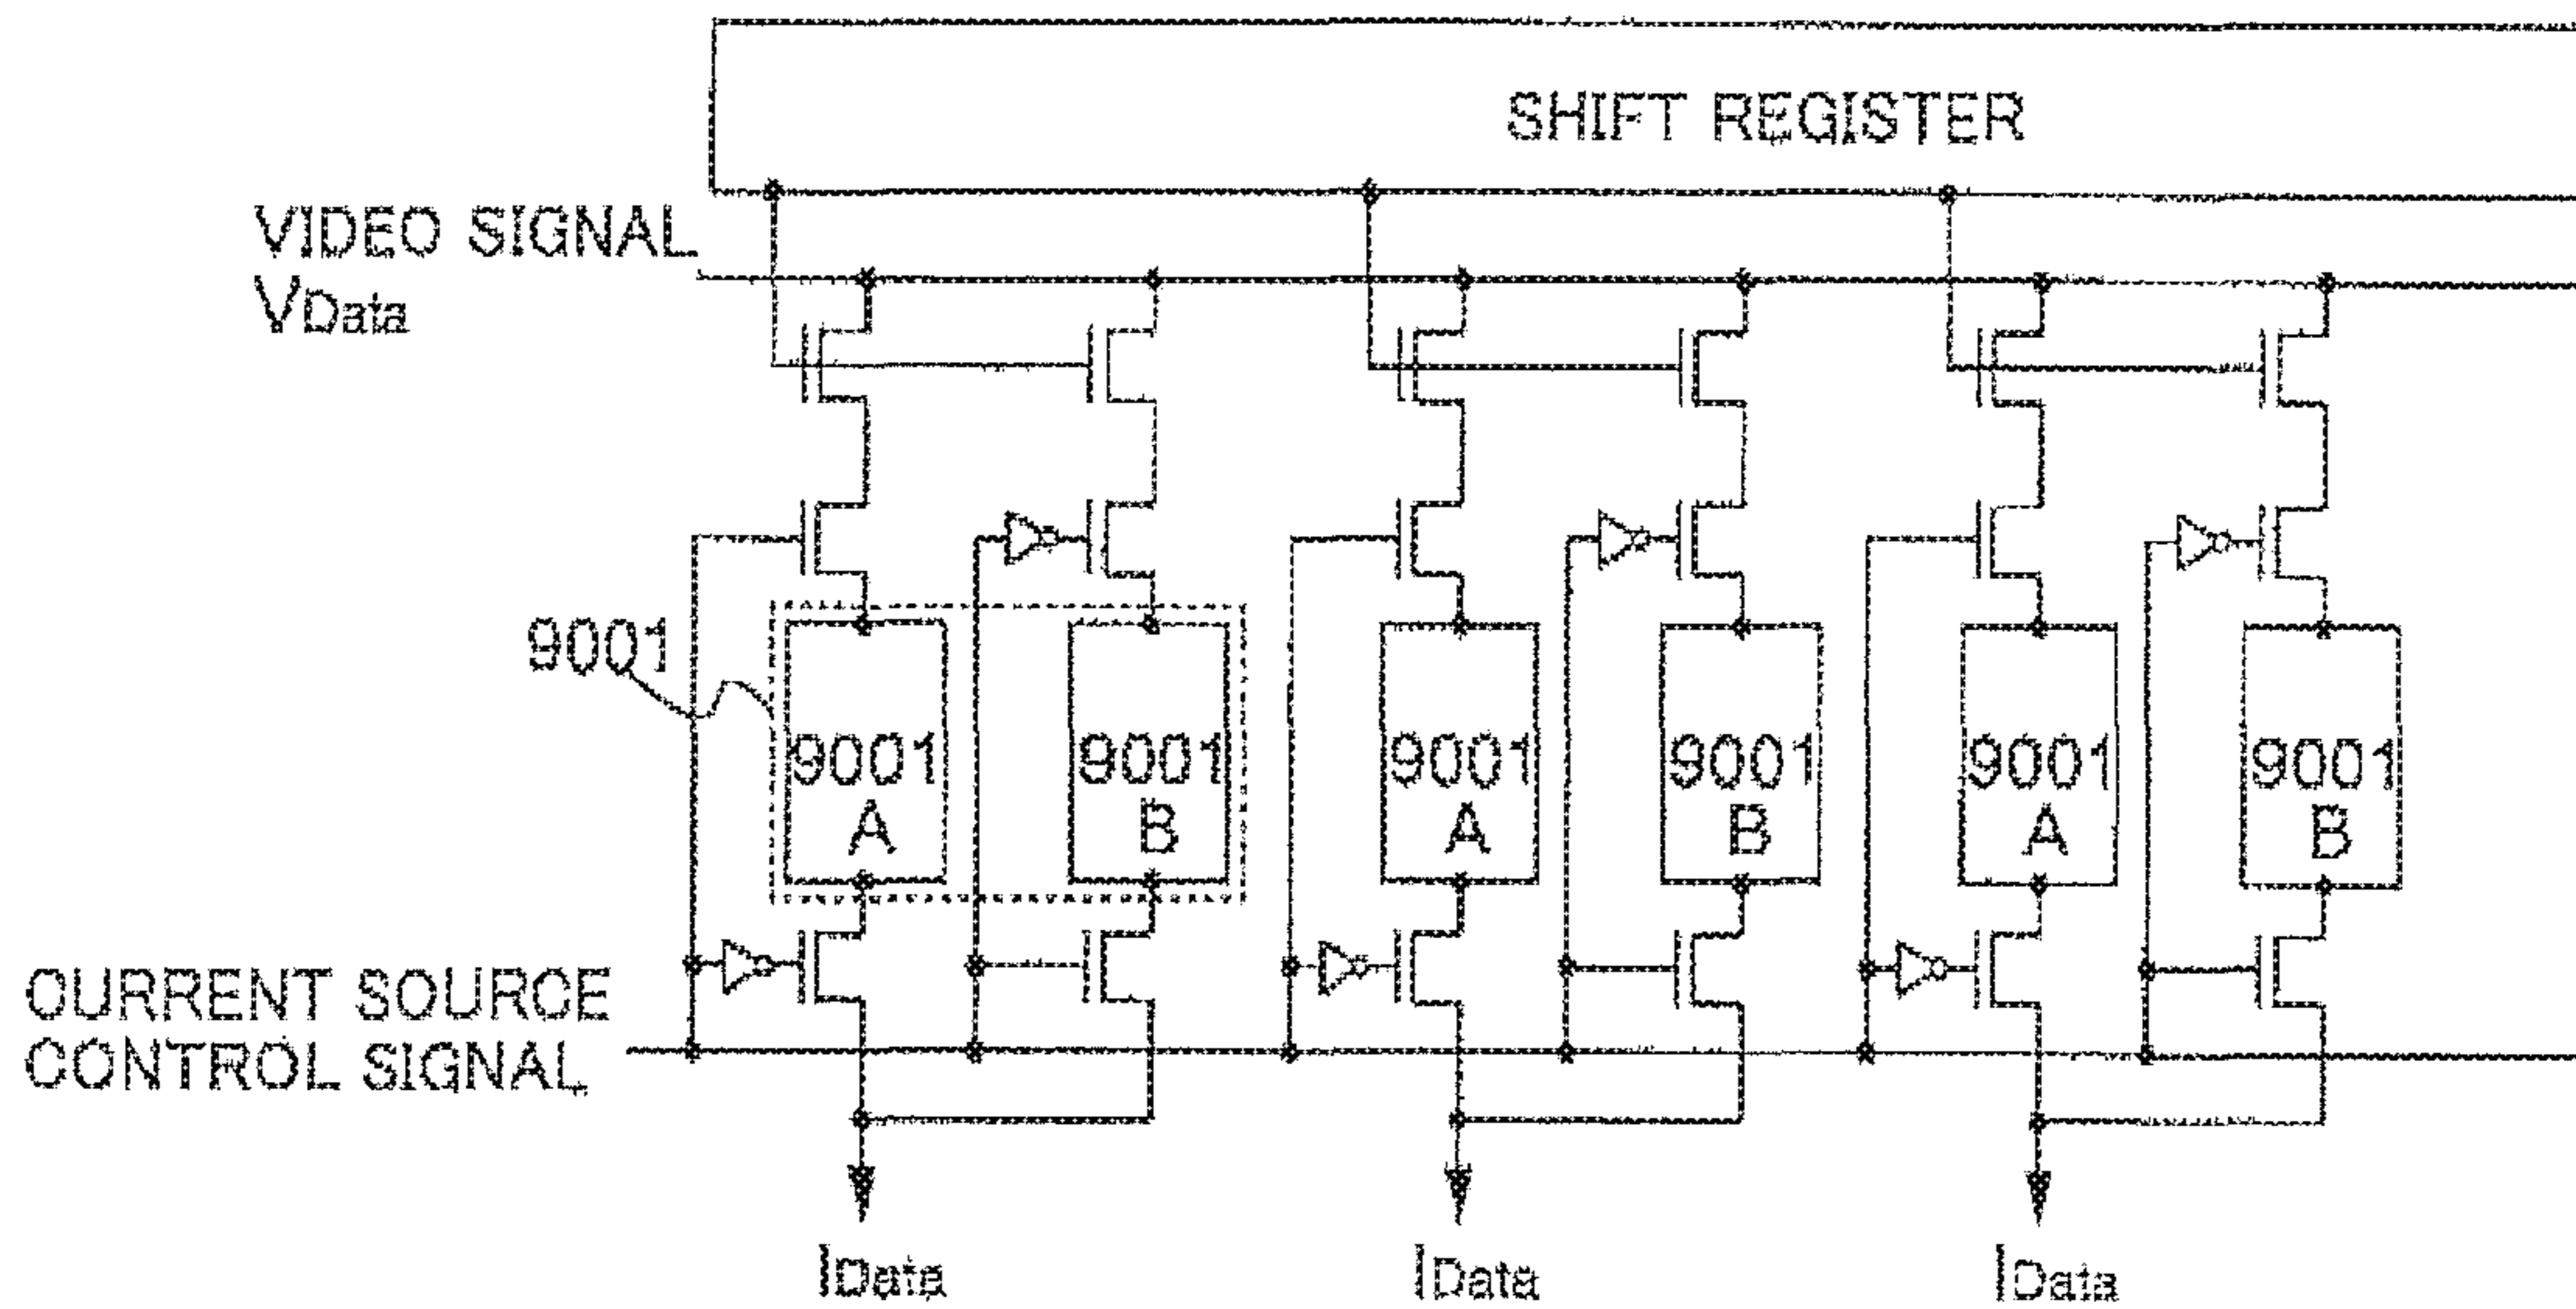 SHIFT REGISTER
VIDEO SIGNAL
VData
9001
9001
A
9001
B
9001
A
9001
B
9001
A
9001
B
CURRENT SOURCE
CONTROL SIGNAL
IData
IData
IData